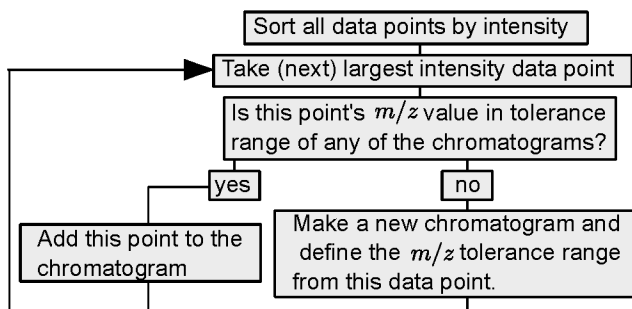 Sort all data points by intensity
Take (next) largest intensity data point
Is this point's m/z value in tolerance
range of any of the chromatograms?
yes
no
Add this point to the
chromatogram
Make a new chromatogram and
define the m/z tolerance range
from this data point.